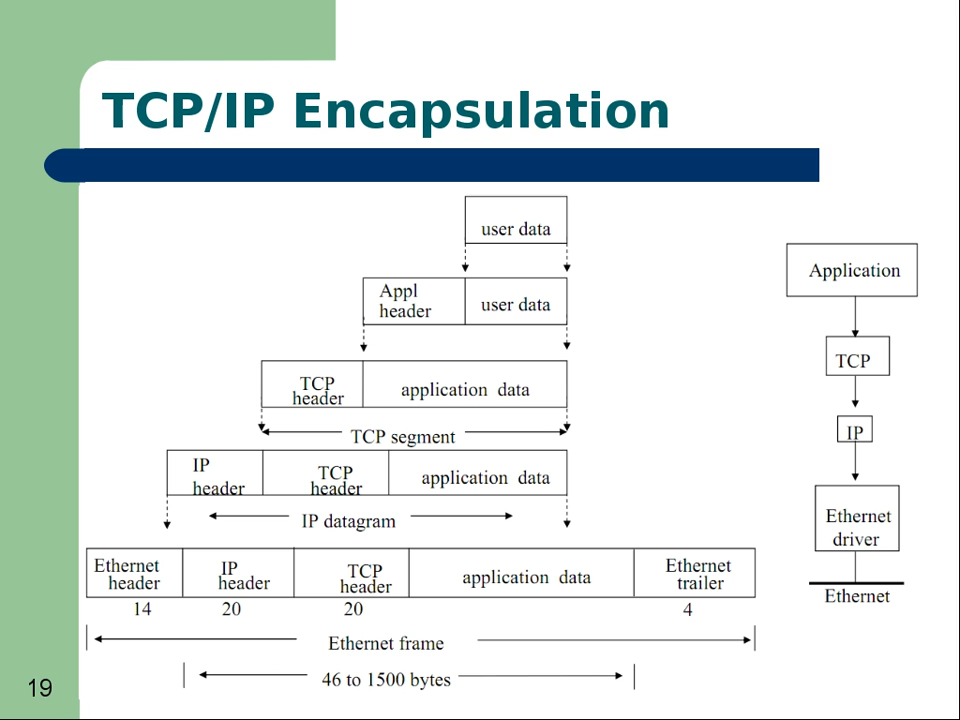 TCP/IP Encapsulation
user data
Appl
header
user data
TCP
header
application data
TCP segment
IP
header
TCP
header
application data
IP datagram
Ethernet
header
IP
header
TCP
header
application data
Ethernet
trailer
14
20
20
4
Ethernet frame
46 to 1500 bytes
Application
TCP
IP
Ethernet
driver
Ethernet
19